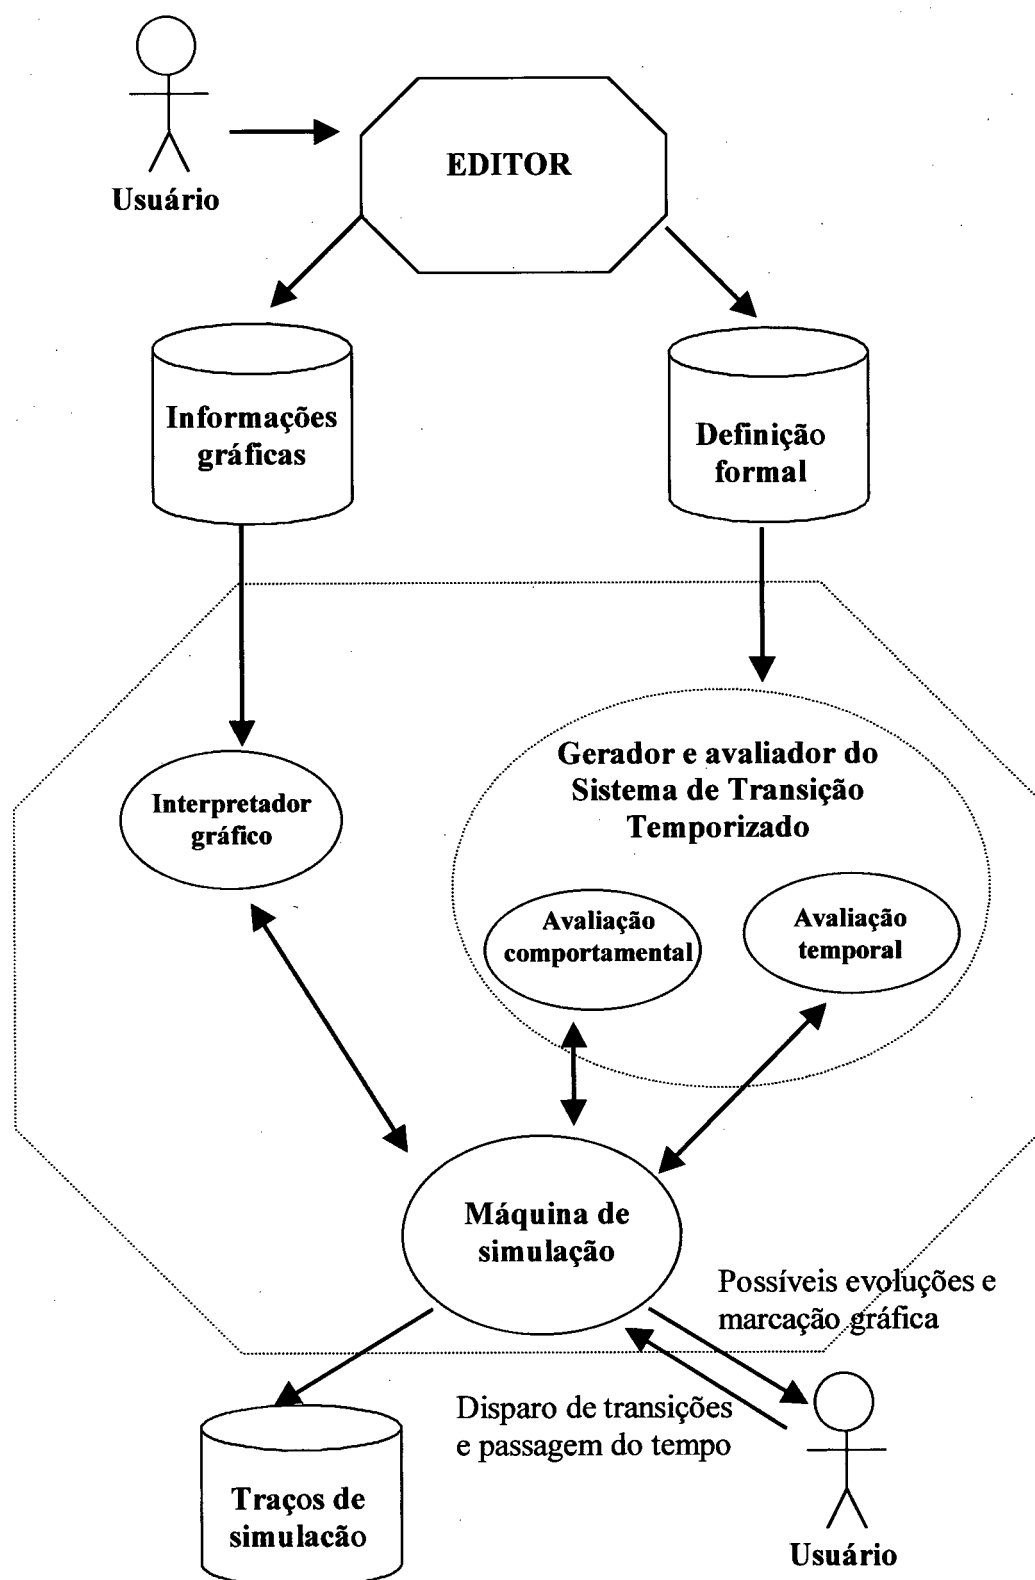 EDITOR
Usuário
Informações
gráficas
Definição
formal
Gerador e avaliador do
Sistema de Transição
Temporizado
Interpretador
gráfico
Avaliação
comportamental
Avaliação
temporal
Máquina de
simulação
Possíveis evoluções e
marcação gráfica
Disparo de transições
e passagem do tempo
Traços de
simulacão
Usuário